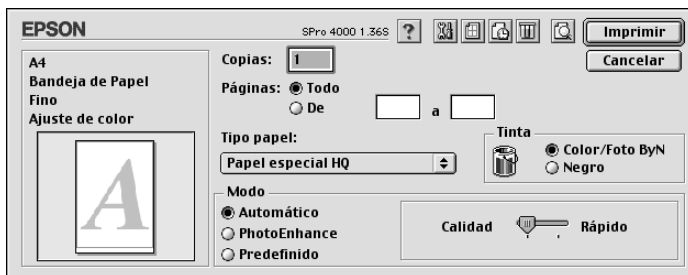 EPSON
SPro 4000 1.36S
?
Imprimir
A4
Bandeja de Papel
Fino
Ajuste de color
A
Copias: 1
Cancelar
Páginas: Todo
De a
Tipo papel:
Papel especial HQ
Tinta
Color/Foto ByN
Negro
Modo
Automático
PhotoEnhance
Predefinido
Calidad Rápido